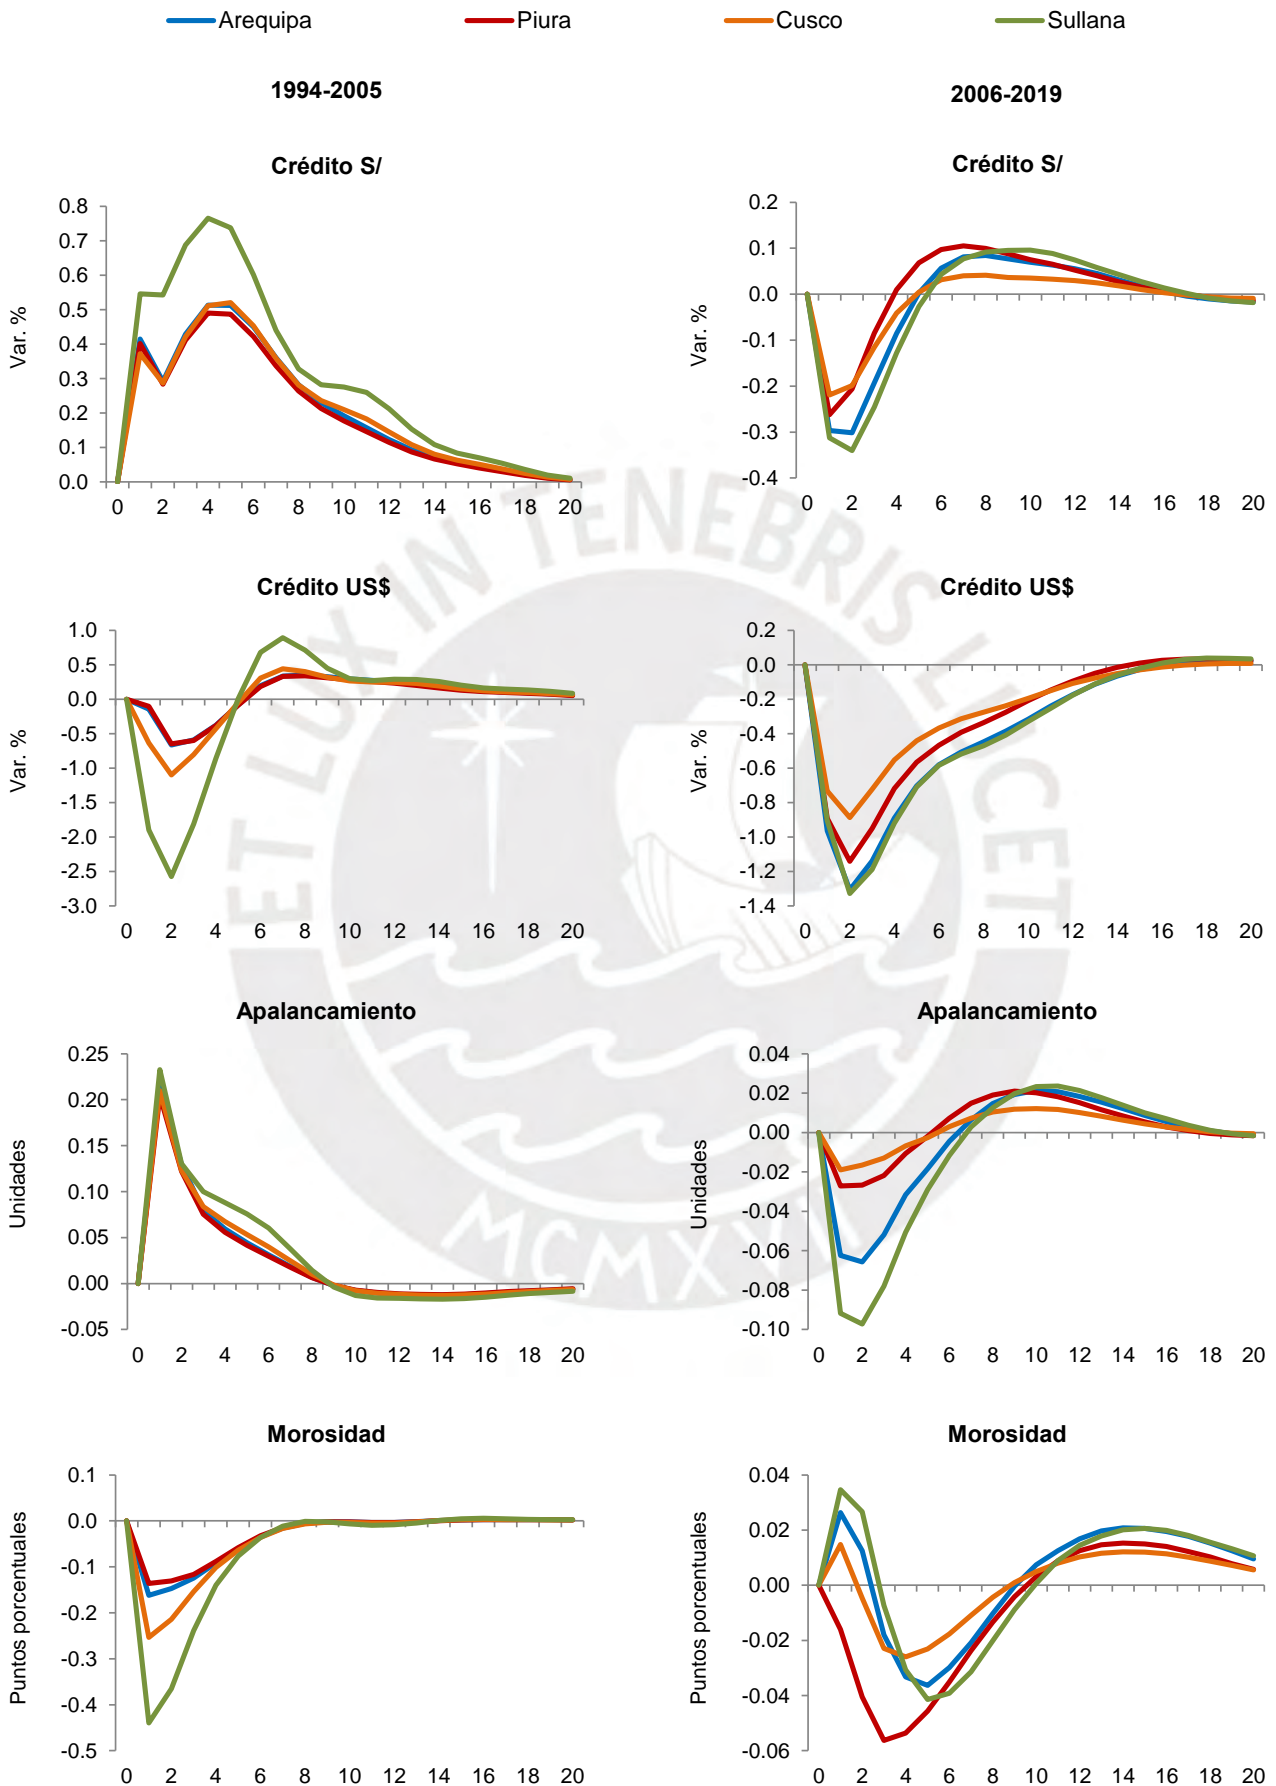 Arequipa Piura Cusco Sullana
1994-2005
2006-2019
Crédito S/
Crédito S/
Var. %
0.8
0.7
0.6
0.5
0.4
0.3
0.2
0.1
0.0
0 2 4 6 8 10 12 14 16 18 20
Var. %
0.2
0.1
0.0
-0.1
-0.2
-0.3
-0.4
0 2 4 6 8 10 12 14 16 18 20
Crédito US$
Crédito US$
Var. %
1.0
0.5
0.0
-0.5
-1.0
-1.5
-2.0
-2.5
-3.0
0 2 4 6 8 10 12 14 16 18 20
Var. %
0.2
0.0
-0.2
-0.4
-0.6
-0.8
-1.0
-1.2
-1.4
0 2 4 6 8 10 12 14 16 18 20
Apalancamiento
Apalancamiento
Unidades
0.25
0.20
0.15
0.10
0.05
0.00
-0.05
0 2 4 6 8 10 12 14 16 18 20
Unidades
0.04
0.02
0.00
-0.02
-0.04
-0.06
-0.08
-0.10
0 2 4 6 8 10 12 14 16 18 20
Morosidad
Morosidad
Puntos porcentuales
0.1
0.0
-0.1
-0.2
-0.3
-0.4
-0.5
0 2 4 6 8 10 12 14 16 18 20
Puntos porcentuales
0.04
0.02
0.00
-0.02
-0.04
-0.06
0 2 4 6 8 10 12 14 16 18 20
ET LUX IN TENEBRIS LUCET
MCMXVII